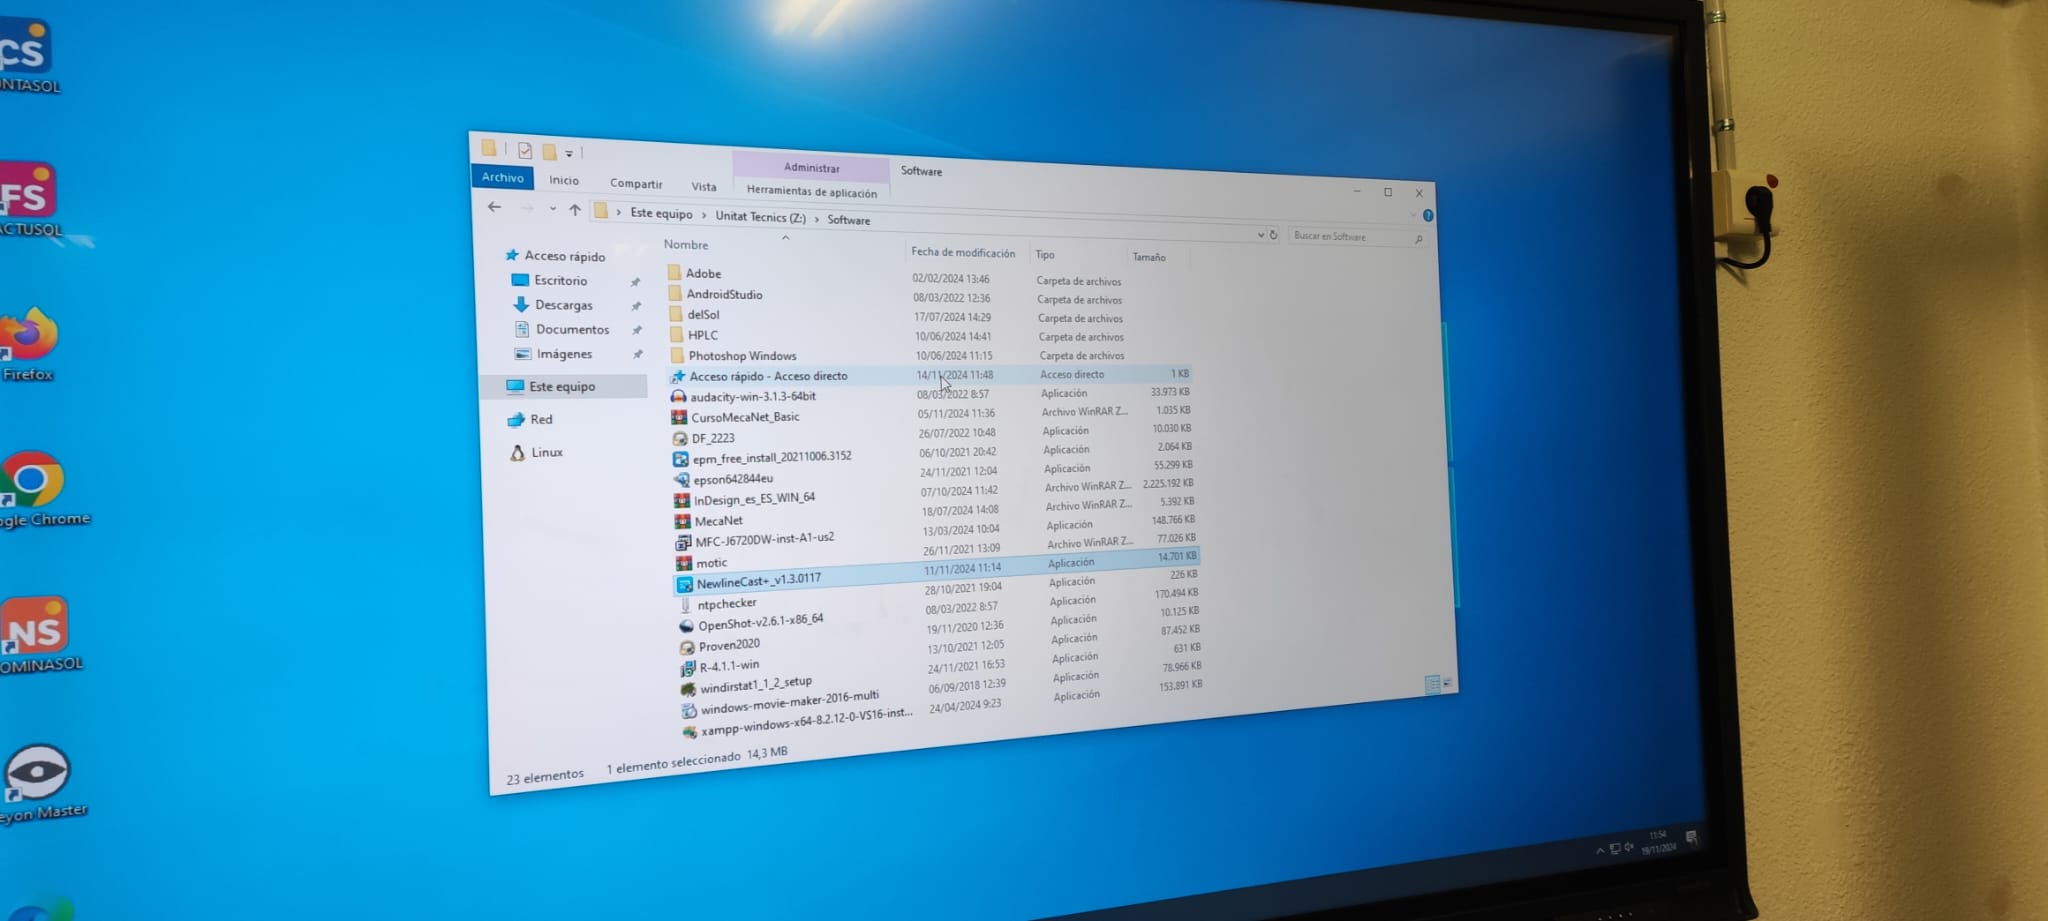 NTASOL
Administrar
Software
Archivo
Inicio
Compartir
Vista
Herramientas de aplicación
Este equipo > Unitat Tecnics (Z:) > Software
Buscar en Software
Acceso rápido
Escritorio
Descargas
Documentos
Imágenes
Este equipo
Red
Linux
Nombre Fecha de modificación Tipo Tamaño
Adobe 02/02/2024 13:46 Carpeta de archivos
AndroidStudio 08/03/2022 12:36 Carpeta de archivos
delSol 17/07/2024 14:29 Carpeta de archivos
HPLC 10/06/2024 14:41 Carpeta de archivos
Photoshop Windows 10/06/2024 11:15 Carpeta de archivos
Acceso rápido - Acceso directo 14/11/2024 11:48 Acceso directo 1 KB
audacity-win-3.1.3-64bit 08/03/2022 8:57 Aplicación 33.973 KB
CursoMecaNet_Basic 05/11/2024 11:36 Archivo WinRAR Z... 1.035 KB
DF_2223 26/07/2022 10:48 Aplicación 10.030 KB
epm_free_install_20211006.3152 06/10/2021 20:42 Aplicación 2.064 KB
epson642844eu 24/11/2021 12:04 Aplicación 55.299 KB
InDesign_es_ES_WIN_64 07/10/2024 11:42 Archivo WinRAR Z... 2.225.192 KB
MecaNet 18/07/2024 14:08 Archivo WinRAR Z... 5.392 KB
MFC-J6720DW-inst-A1-us2 13/03/2024 10:04 Aplicación 148.766 KB
motic 26/11/2021 13:09 Archivo WinRAR Z... 77.026 KB
NewlineCast+_v1.3.0117 11/11/2024 11:14 Aplicación 14.701 KB
ntpchecker 28/10/2021 19:04 Aplicación 226 KB
OpenShot-v2.6.1-x86_64 08/03/2022 8:57 Aplicación 170.494 KB
Proven2020 19/11/2020 12:36 Aplicación 10.125 KB
R-4.1.1-win 13/10/2021 12:05 Aplicación 87.452 KB
windirstat1_1_2_setup 24/11/2021 16:53 Aplicación 631 KB
windows-movie-maker-2016-multi 06/09/2018 12:39 Aplicación 78.966 KB
xampp-windows-x64-8.2.12-0-VS16-inst... 24/04/2024 9:23 Aplicación 153.891 KB
23 elementos 1 elemento seleccionado 14,3 MB
CS
FS
ACTUSOL
Firefox
ogle Chrome
NS
OMINASOL
eyon Master
11:54
19/11/2024